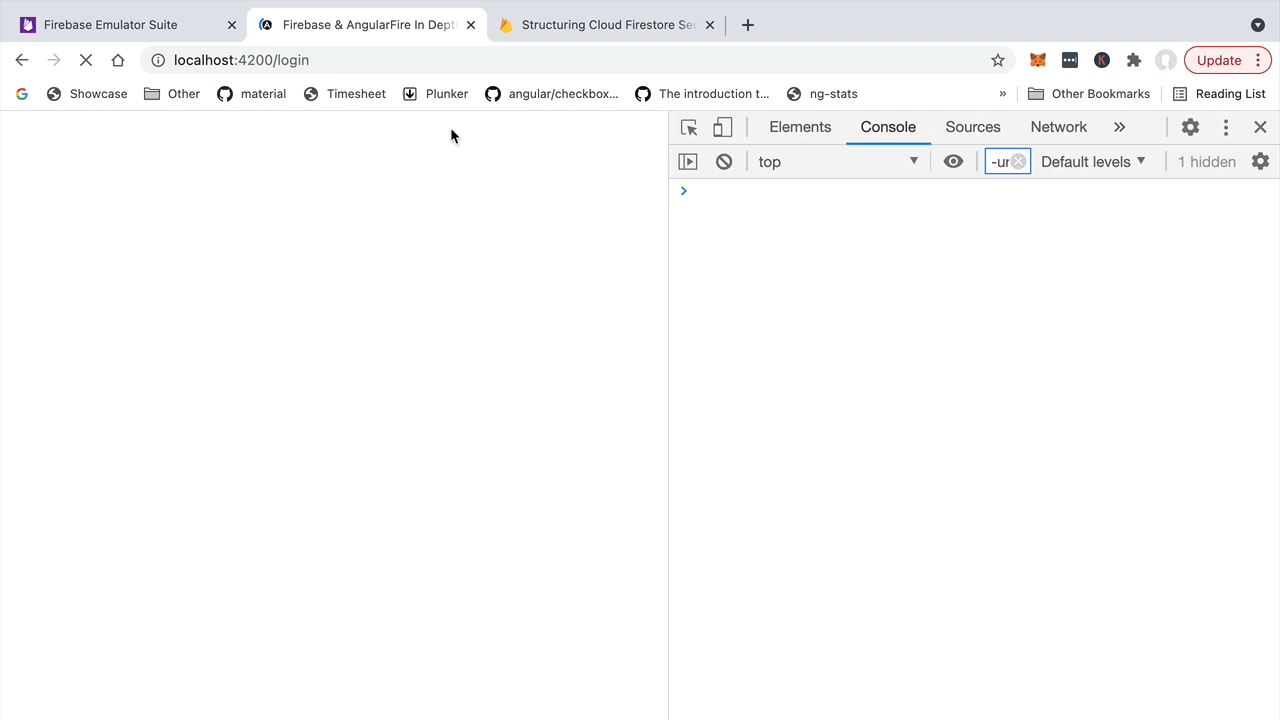 Firebase Emulator Suite
Firebase & AngularFire In Dept
Structuring Cloud Firestore Sec
localhost:4200/login
Update
Showcase
Other
material
Timesheet
Plunker
angular/checkbox...
The introduction t...
ng-stats
»
Other Bookmarks
Reading List
Elements
Console
Sources
Network
»
top
-ur
Default levels
1 hidden